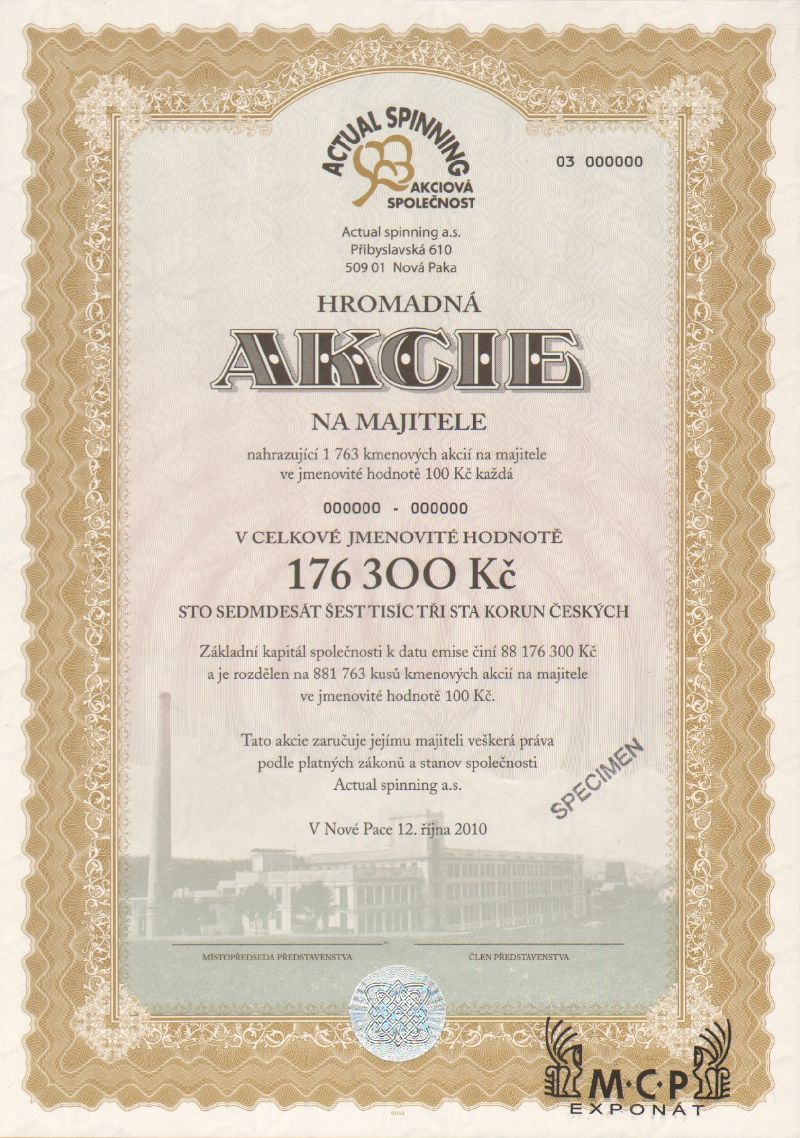 ACTUAL SPINNING
AKCIOVÁ
SPOLEČNOST
03 000000
Actual spinning a.s.
Přibyslavská 610
509 01 Nová Paka
HROMADNÁ
AKCIE
NA MAJITELE
nahrazující 1 763 kmenových akcií na majitele
ve jmenovité hodnotě 100 Kč každá
000000 - 000000
V CELKOVÉ JMENOVITÉ HODNOTĚ
176 300 Kč
STO SEDMDESÁT ŠEST TISÍC TŘI STA KORUN ČESKÝCH
Základní kapitál společnosti k datu emise činí 88 176 300 Kč
a je rozdělen na 881 763 kusů kmenových akcií na majitele
ve jmenovité hodnotě 100 Kč.
Tato akcie zaručuje jejímu majiteli veškerá práva
podle platných zákonů a stanov společnosti
Actual spinning a.s.
SPECIMEN
V Nové Pace 12. října 2010
MÍSTOPŘEDSEDA PŘEDSTAVENSTVA
ČLEN PŘEDSTAVENSTVA
M·C·P
EXPONÁT